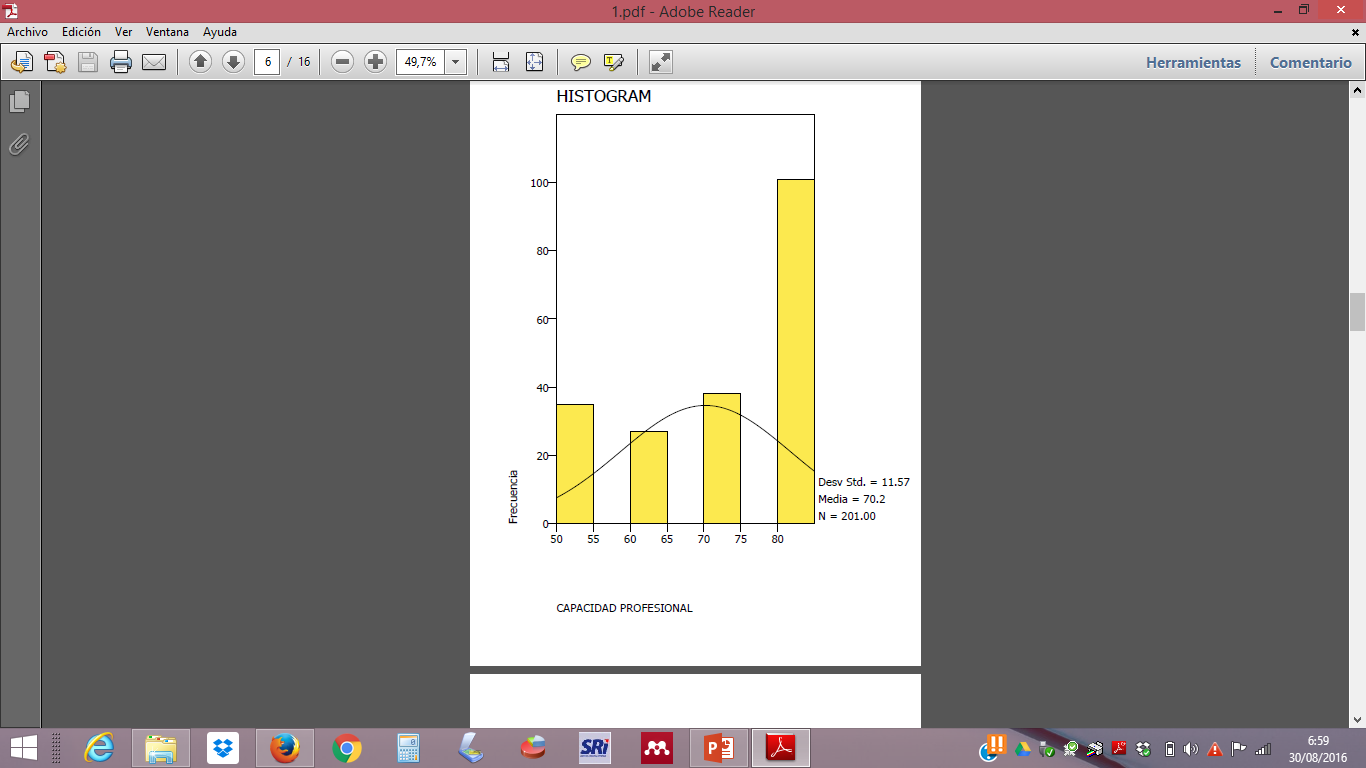 1.pdf - Adobe Reader
Archivo Edición Ver Ventana Ayuda
6 / 16 49,7% Herramientas Comentario
HISTOGRAM
100
80
60
40
20
0
Frecuencia
50 55 60 65 70 75 80
Desv Std. = 11.57
Media = 70.2
N = 201.00
CAPACIDAD PROFESIONAL
SRi
6:59
30/08/2016